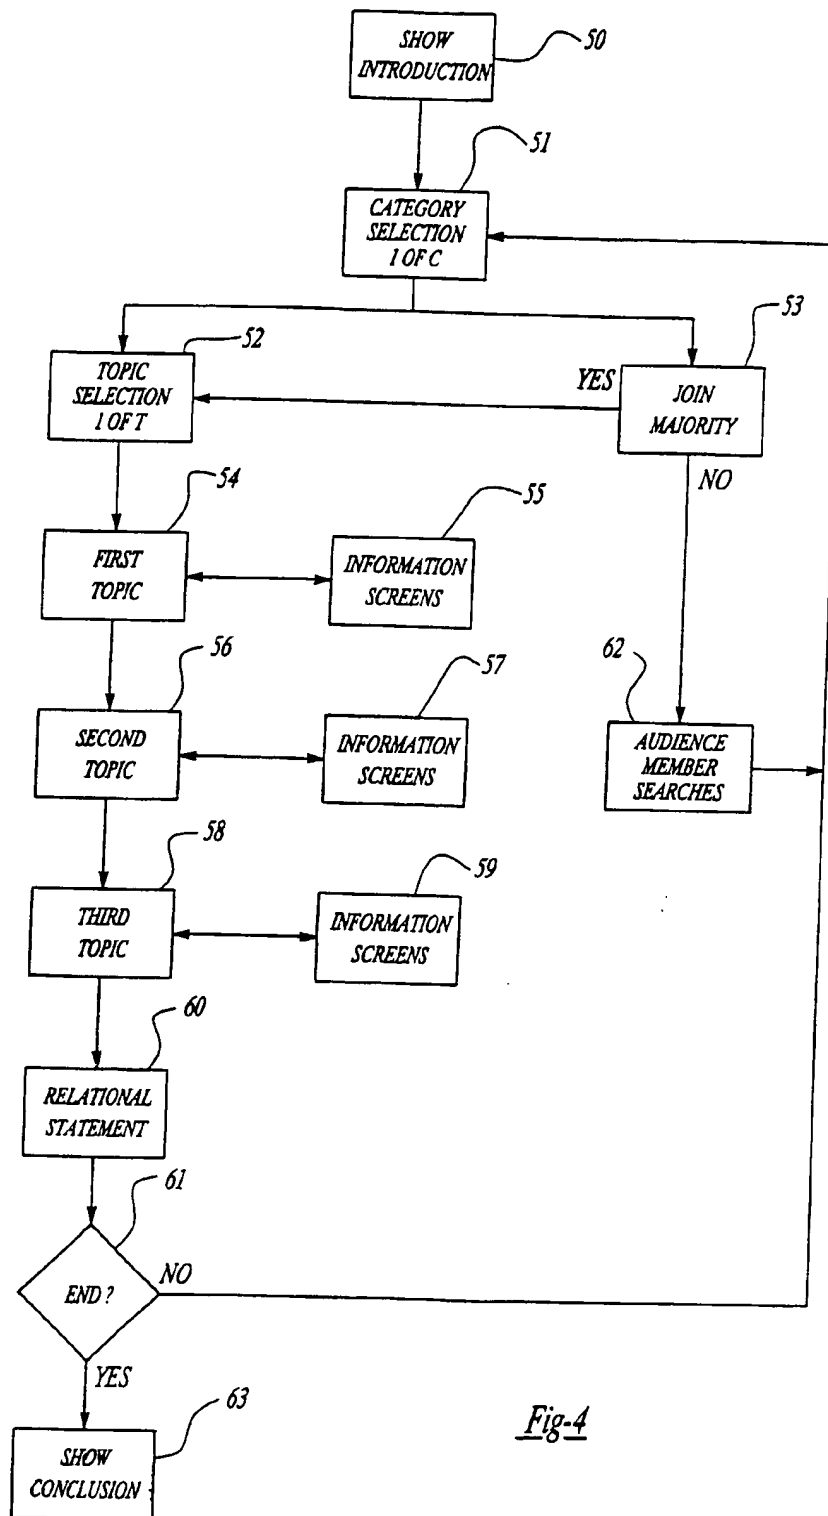 SHOW
INTRODUCTION
50
51
CATEGORY
SELECTION
1 OF C
52
TOPIC
SELECTION
1 OF T
53
YES
JOIN
MAJORITY
NO
54
FIRST
TOPIC
55
INFORMATION
SCREENS
56
SECOND
TOPIC
57
INFORMATION
SCREENS
62
AUDIENCE
MEMBER
SEARCHES
58
THIRD
TOPIC
59
INFORMATION
SCREENS
60
RELATIONAL
STATEMENT
61
END ?
NO
YES
63
SHOW
CONCLUSION
Fig-4